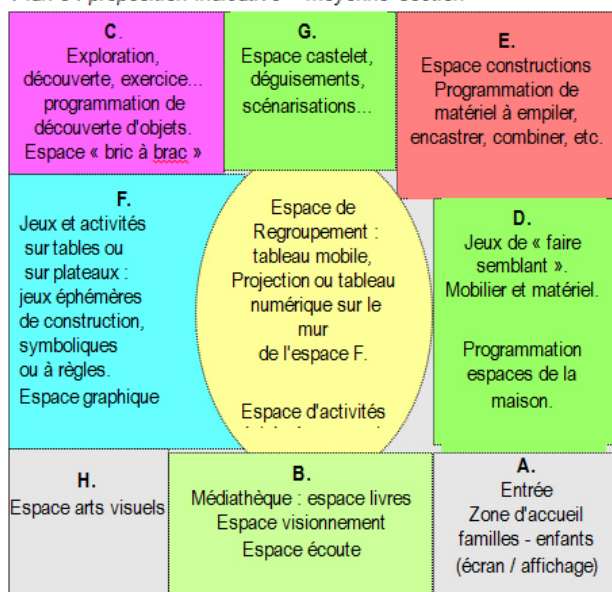 C.
Exploration,
découverte, exercice...
programmation de
découverte d'objets.
Espace « bric à brac »
G.
Espace castelet,
déguisements,
scénarisations...
E.
Espace constructions
Programmation de
matériel à empiler,
encastrer, combiner, etc.
F.
Jeux et activités
sur tables ou
sur plateaux :
jeux éphémères
de construction,
symboliques
ou à règles.
Espace graphique
Espace de
Regroupement :
tableau mobile,
Projection ou tableau
numérique sur le
mur
de l'espace F.
Espace d'activités
D.
Jeux de « faire
semblant ».
Mobilier et matériel.
Programmation
espaces de la
maison.
H.
Espace arts visuels
B.
Médiathèque : espace livres
Espace visionnement
Espace écoute
A.
Entrée
Zone d'accueil
familles - enfants
(écran / affichage)